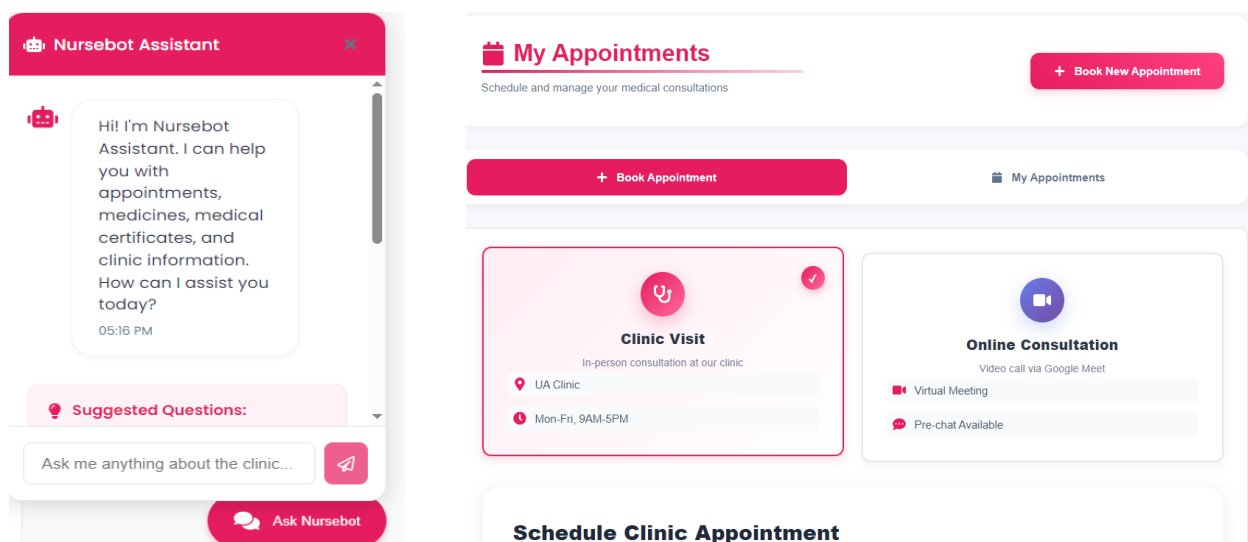 Nursebot Assistant
Hi! I'm Nursebot
Assistant. I can help
you with
appointments,
medicines, medical
certificates, and
clinic information.
How can I assist you
today?
05:16 PM
Suggested Questions:
Ask me anything about the clinic...
Ask Nursebot
My Appointments
Schedule and manage your medical consultations
Book New Appointment
Book Appointment
My Appointments
Clinic Visit
In-person consultation at our clinic
UA Clinic
Mon-Fri, 9AM-5PM
Online Consultation
Video call via Google Meet
Virtual Meeting
Pre-chat Available
Schedule Clinic Appointment